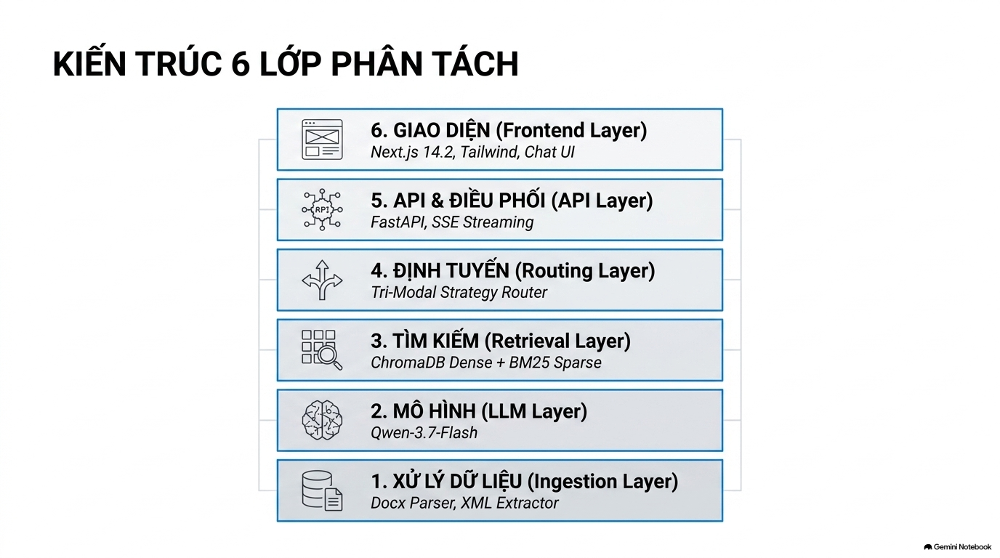 KIẾN TRÚC 6 LỚP PHÂN TÁCH
6. GIAO DIỆN (Frontend Layer)
Next.js 14.2, Tailwind, Chat UI
RPI
5. API & ĐIỀU PHỐI (API Layer)
FastAPI, SSE Streaming
4. ĐỊNH TUYẾN (Routing Layer)
Tri-Modal Strategy Router
3. TÌM KIẾM (Retrieval Layer)
ChromaDB Dense + BM25 Sparse
2. MÔ HÌNH (LLM Layer)
Qwen-3.7-Flash
1. XỬ LÝ DỮ LIỆU (Ingestion Layer)
Docx Parser, XML Extractor
Gemini Notebook